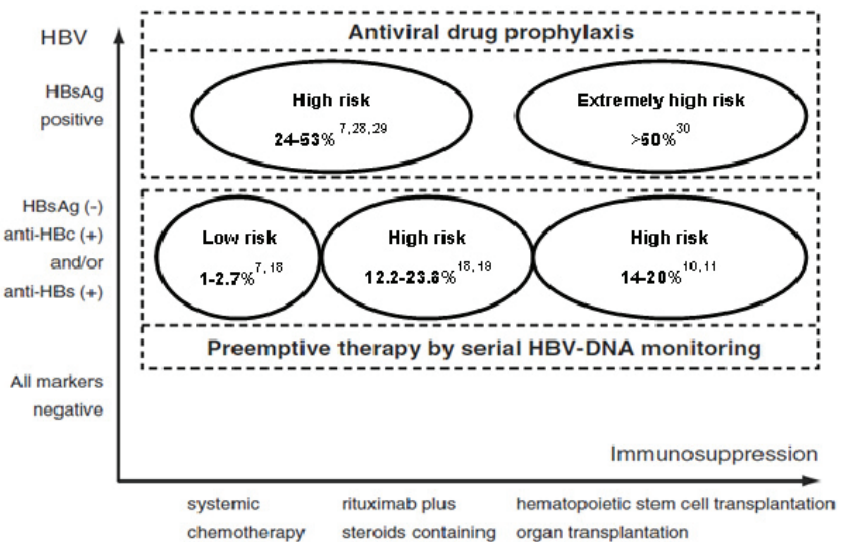 HBV
Antiviral drug prophylaxis
HBsAg
positive
High risk
24-53% 7,28,29
Extremely high risk
>50% 30
HBsAg (-)
anti-HBc (+)
and/or
anti-HBs (+)
Low risk
1-2.7% 7, 18
High risk
12.2-23.8% 18, 19
High risk
14-20% 10, 11
Preemptive therapy by serial HBV-DNA monitoring
All markers
negative
Immunosuppression
systemic
chemotherapy
rituximab plus
steroids containing
hematopoietic stem cell transplantation
organ transplantation